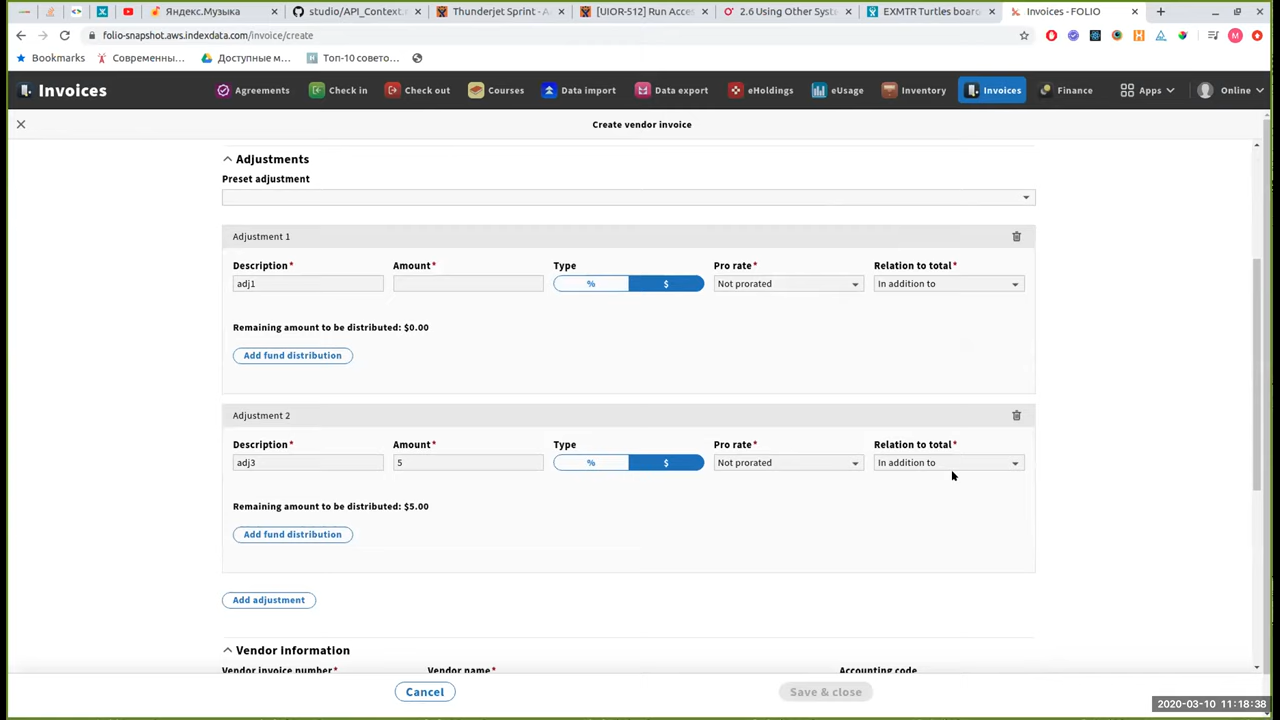 Яндекс.Музыка
studio/API_Context.r
Thunderjet Sprint - A
[UIOR-512] Run Acces
2.6 Using Other Syst
EXMTR Turtles board
Invoices - FOLIO
folio-snapshot.aws.indexdata.com/invoice/create
M
Bookmarks
Современны...
Доступные м...
Топ-10 совето...
Invoices
Agreements
Check in
Check out
Courses
Data import
Data export
eHoldings
eUsage
Inventory
Invoices
Finance
Apps
Online
Create vendor invoice
Adjustments
Preset adjustment
Adjustment 1
Description* Amount* Type Pro rate* Relation to total*
adj1 % $ Not prorated In addition to
Remaining amount to be distributed: $0.00
Add fund distribution
Adjustment 2
Description* Amount* Type Pro rate* Relation to total*
adj3 5 % $ Not prorated In addition to
Remaining amount to be distributed: $5.00
Add fund distribution
Add adjustment
Vendor information
Vendor invoice number* Vendor name* Accounting code
Cancel Save & close
2020-03-10 11:18:38